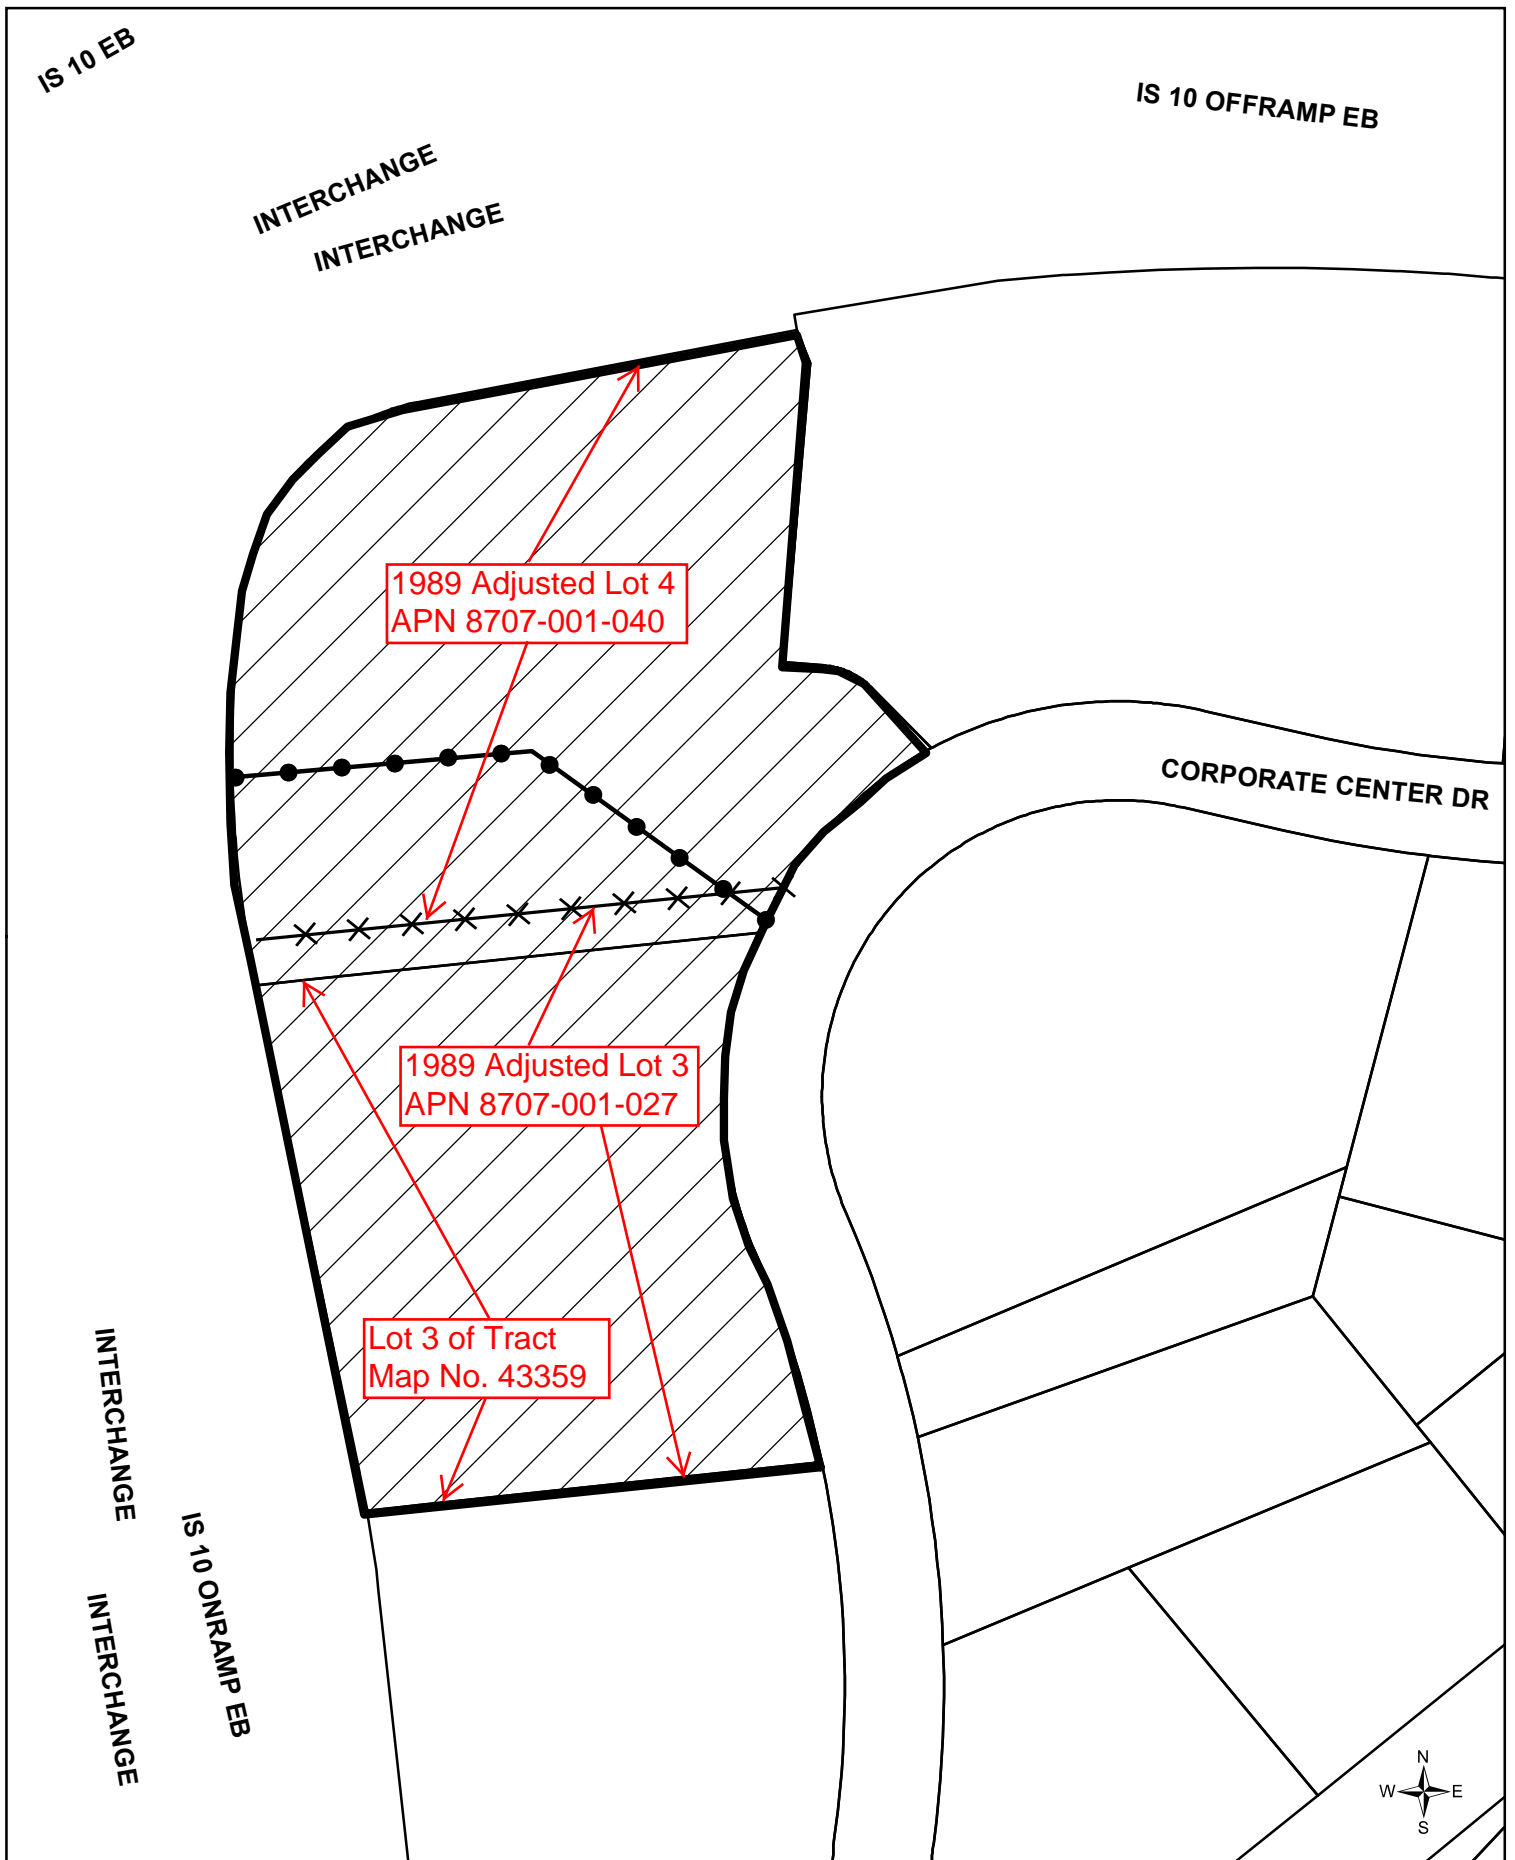 IS 10 EB
IS 10 OFFRAMP EB
INTERCHANGE
INTERCHANGE
1989 Adjusted Lot 4
APN 8707-001-040
CORPORATE CENTER DR
1989 Adjusted Lot 3
APN 8707-001-027
Lot 3 of Tract
Map No. 43359
INTERCHANGE
IS 10 ONRAMP EB
INTERCHANGE
N
W E
S